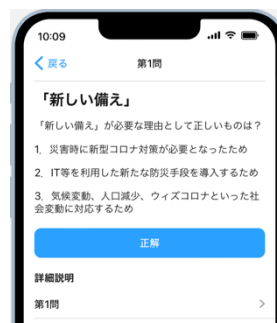 10:09
戻る
第1問
「新しい備え」
「新しい備え」が必要な理由として正しいものは？
1，災害時に新型コロナ対策が必要となったため
2，IT等を利用した新たな防災手段を導入するため
3，気候変動、人口減少、ウィズコロナといった社
会変動に対応するため
正解
詳細説明
第1問